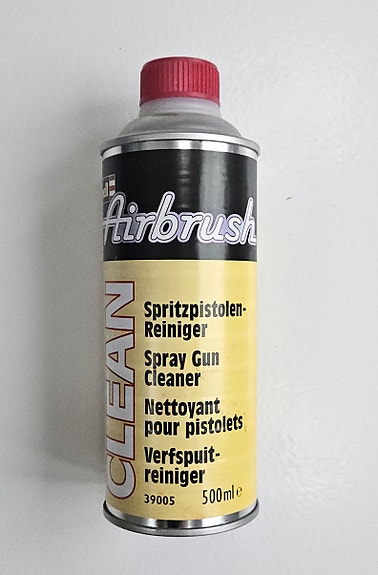 Airbrush
CLEAN
Spritzpistolen-
Reiniger
Spray Gun
Cleaner
Nettoyant
pour pistolets
Verfspuit-
reiniger
39005 500ml e